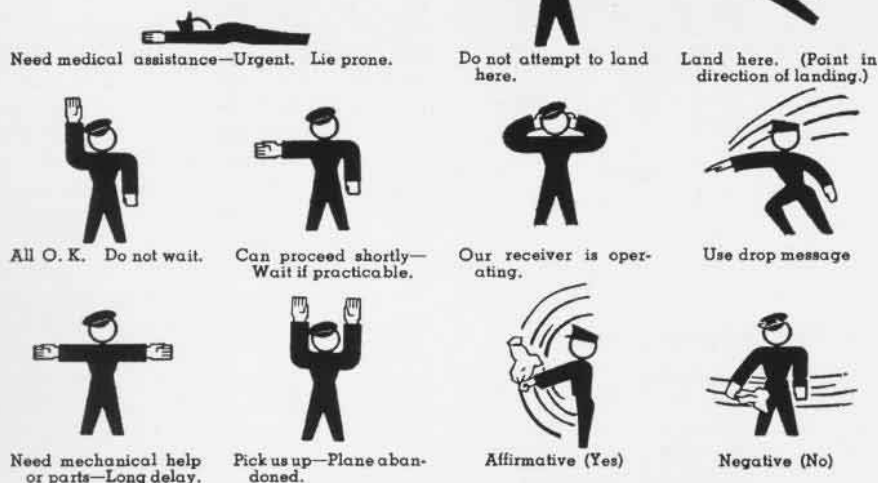 Need medical assistance—Urgent. Lie prone.
Do not attempt to land
here.
Land here. (Point in
direction of landing.)
All O. K. Do not wait.
Can proceed shortly—
Wait if practicable.
Our receiver is oper-
ating.
Use drop message
Need mechanical help
or parts—Long delay.
Pick us up—Plane aban-
doned.
Affirmative (Yes)
Negative (No)